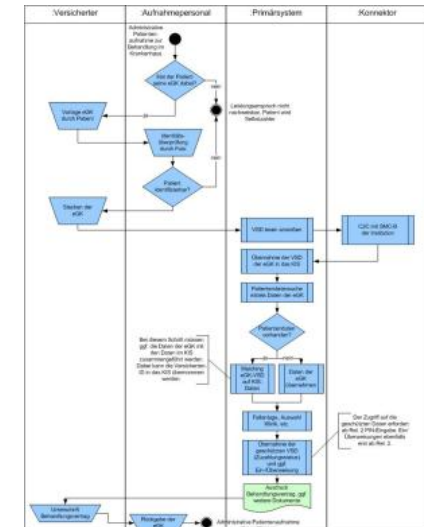 :Versicherter
:Aufnahmepersonal
:Primärsystem
:Konnektor
Administrative
Patienten-
aufnahme zur
Behandlung im
Krankenhaus
Hat der Patient
seine eGK dabei?
nein
Leistungsanspruch nicht
nachweisbar, Patient wird
Selbstzahler
ja
Vorlage eGK
durch Patient
Identitäts-
überprüfung
durch
nein
Patient
identifizierbar?
Stecken der
eGK
VSD lesen
C2C mit SMC-B
der Institution
Übernahme der VSD
der eGK in das KIS
Patientendatensuche
mittels Daten der eGK
Patientendaten
vorhanden?
Bei diesem Schritt müssen
ggf. die Daten der eGK mit
den Daten im KIS
zusammengeführt werden.
Dabei kann die Versicherten-
ID in das KIS übernommen
werden
ja
nein
Matching
eGK-VSD
auf KIS-
Daten
Daten der
eGK
übernehmen
Fallanlage, Auswahl
Klinik, etc.
Der Zugriff auf die
geschützten Daten erfordert
ab Rel. 2 PIN-Eingabe. Ein-/
Überweisungen ebenfalls
erst ab Rel. 2.
Übernahme der
geschützten VSD
(Zuzahlungsstatus)
und ggf.
Ein-/Überweisung
Ausdruck
Behandlungsvertrag, ggf.
weitere Dokumente
Unterschrift
Behandlungsvertrag
Rückgabe der
eGK
Administrative Patientenaufnahme